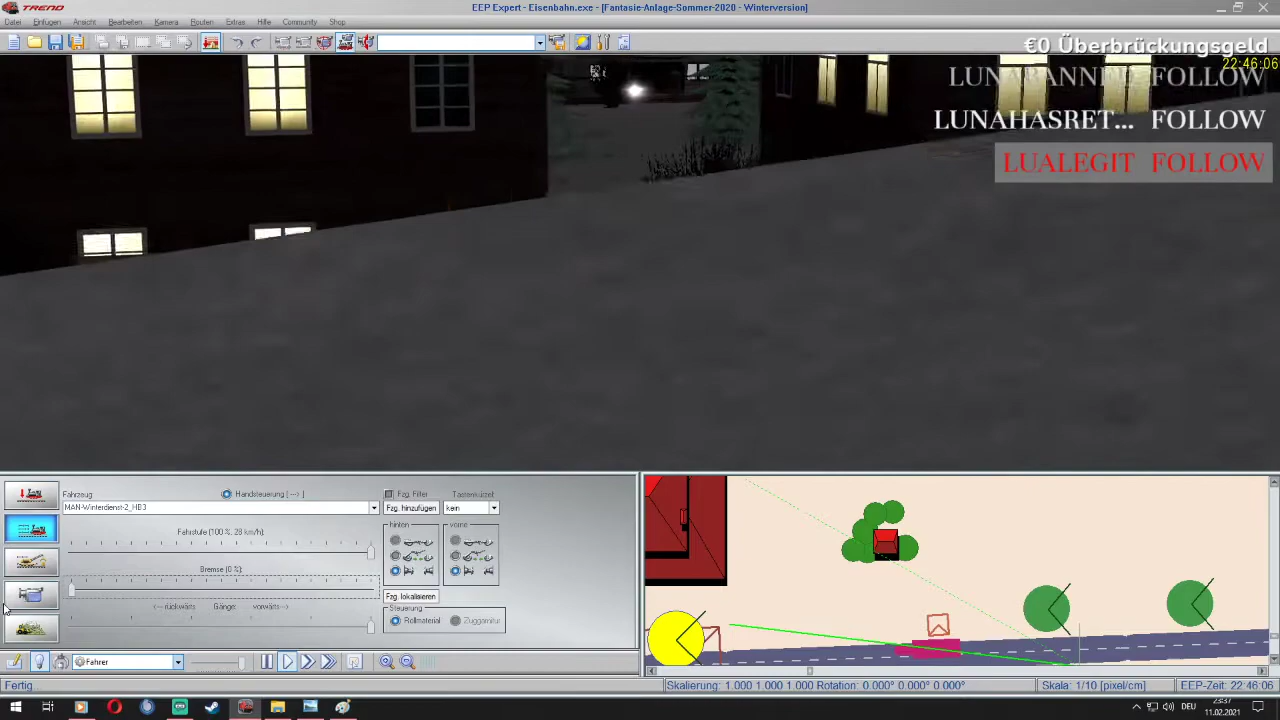 TREND
EEP Expert - Eisenbahn.exe - [Fantasie-Anlage-Sommer-2020 - Winterversion]
Datei Einfügen Ansicht Bearbeiten Kamera Routen Extras Hilfe Community Shop
€0 Überbrückungsgeld
22:46:06
FOLLOW
LUNAHASRET... FOLLOW
LUALEGIT FOLLOW
Fahrzeug
Handsteuerung [---]
Fzg. Filter
Tastenkürzel
MAN-Winterdienst-2_HB3
Fzg. hinzufügen
kein
Fahrstufe (100 %, 28 km/h):
hinten
vorne
Bremse (0 %):
Fzg. lokalisieren
<-- rückwärts Gänge: vorwärts-->
Steuerung
Rollmaterial
Zuggarnitur
Fahrer
Fertig
Skalierung: 1.000 1.000 1.000 Rotation: 0.000° 0.000° 0.000°
Skala: 1/10 [pixel/cm]
EEP-Zeit: 22:46:06
DEU
23:37
11.02.2021